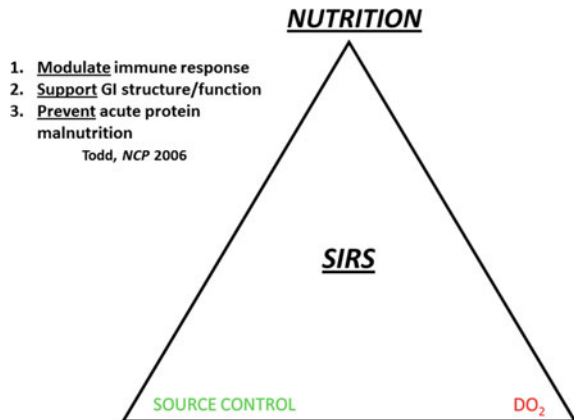 NUTRITION
1. Modulate immune response
2. Support GI structure/function
3. Prevent acute protein
malnutrition
Todd, NCP 2006
SIRS
SOURCE CONTROL
DO₂